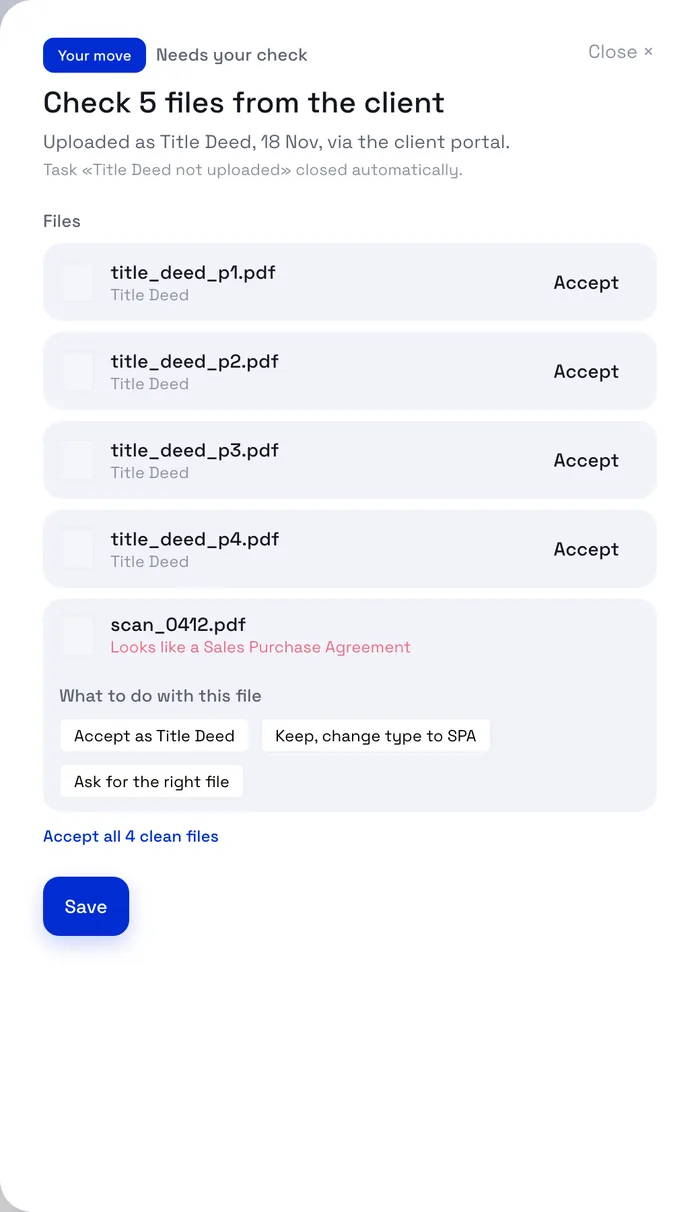 Your move Needs your check Close ×
Check 5 files from the client
Uploaded as Title Deed, 18 Nov, via the client portal.
Task «Title Deed not uploaded» closed automatically.
Files
title_deed_p1.pdf
Title Deed
Accept
title_deed_p2.pdf
Title Deed
Accept
title_deed_p3.pdf
Title Deed
Accept
title_deed_p4.pdf
Title Deed
Accept
scan_0412.pdf
Looks like a Sales Purchase Agreement
What to do with this file
Accept as Title Deed Keep, change type to SPA
Ask for the right file
Accept all 4 clean files
Save